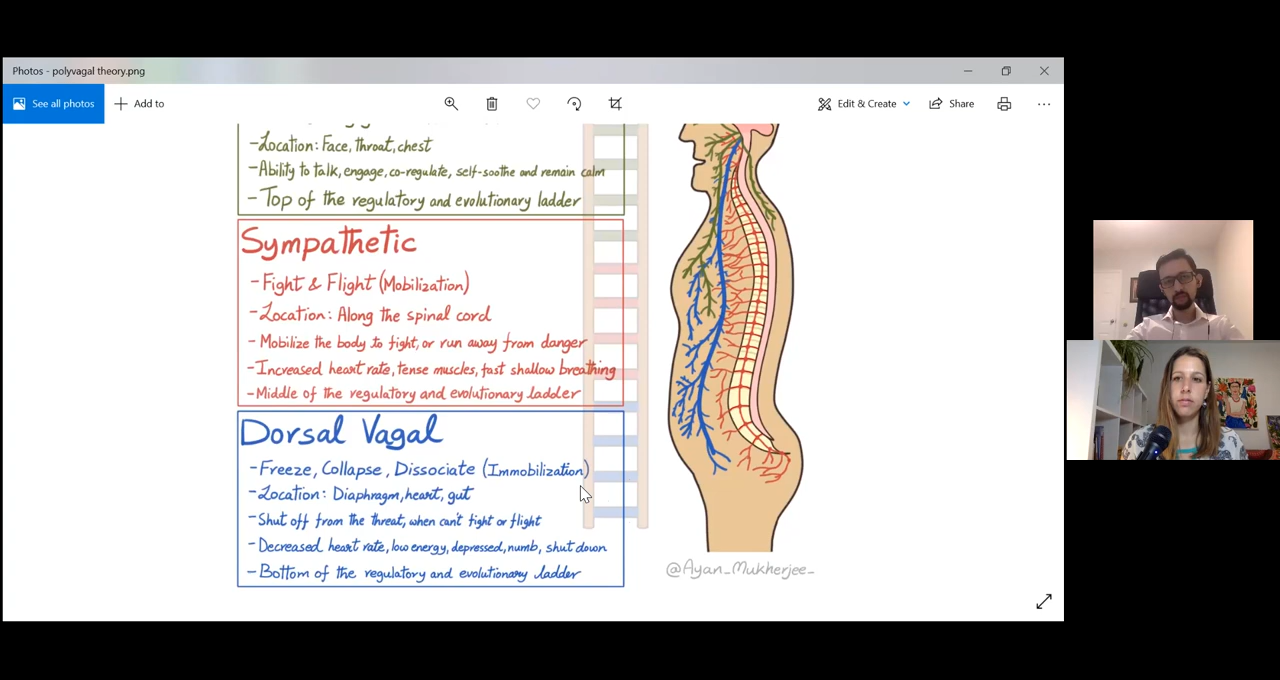 Photos - polyvagal theory.png
See all photos
Add to
Edit & Create
Share
-Location: Face, throat, chest
-Ability to talk, engage, co-regulate, self-soothe and remain calm
- Top of the regulatory and evolutionary ladder
Sympathetic
- Fight & Flight (Mobilization)
-Location: Along the spinal cord
- Mobilize the body to fight, or run away from danger
-Increased heart rate, tense muscles, fast shallow breathing
-Middle of the regulatory and evolutionary ladder
Dorsal Vagal
- Freeze, Collapse, Dissociate (Immobilization)
-Location: Diaphragm, heart, gut
-Shut off from the threat, when can't fight or flight
-Decreased heart rate, low energy, depressed, numb, shut down
- Bottom of the regulatory and evolutionary ladder
@Ayan_Mukherjee_